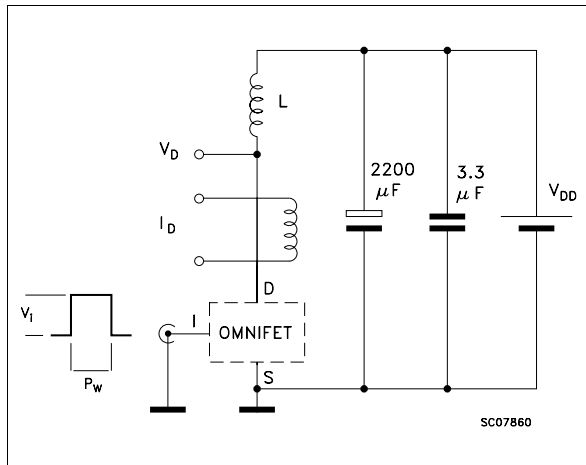 L
V_D
2200
µF
3.3
µF
V_DD
I_D
D
V_i
I
OMNIFET
P_W
S
SC07860